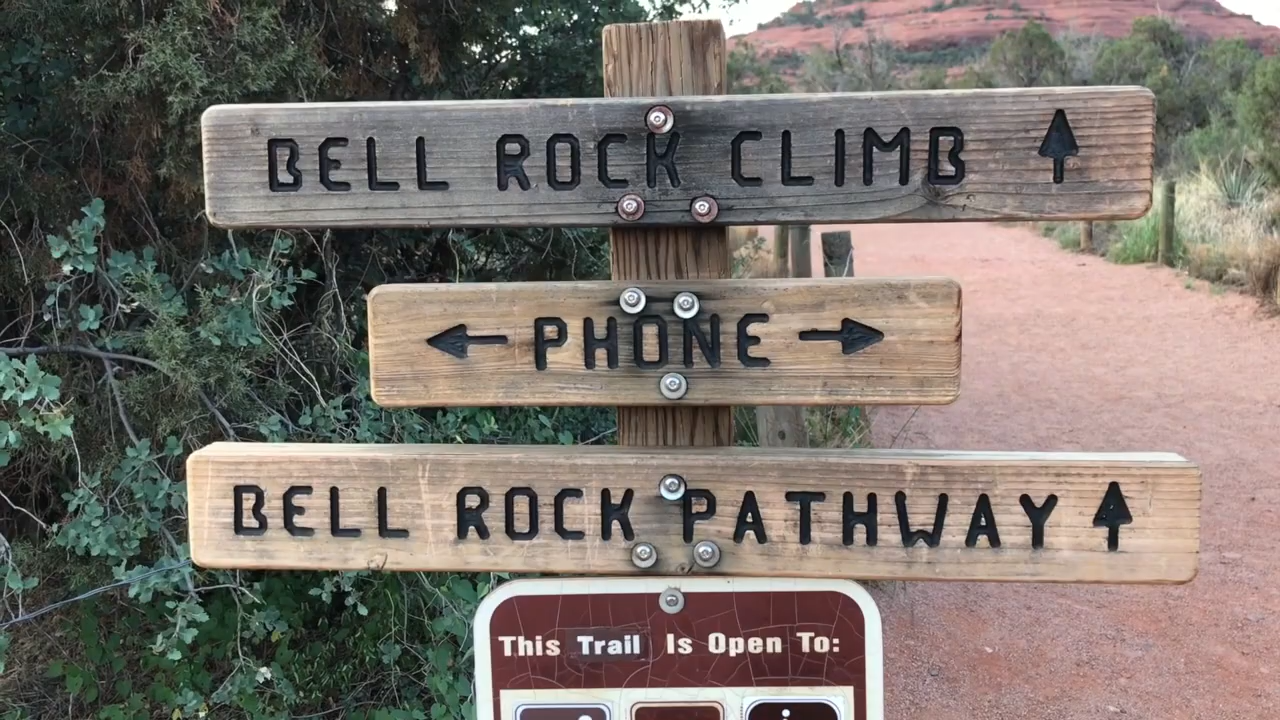 BELL ROCK CLIMB ↑
← PHONE →
BELL ROCK PATHWAY ↑
This Trail Is Open To: